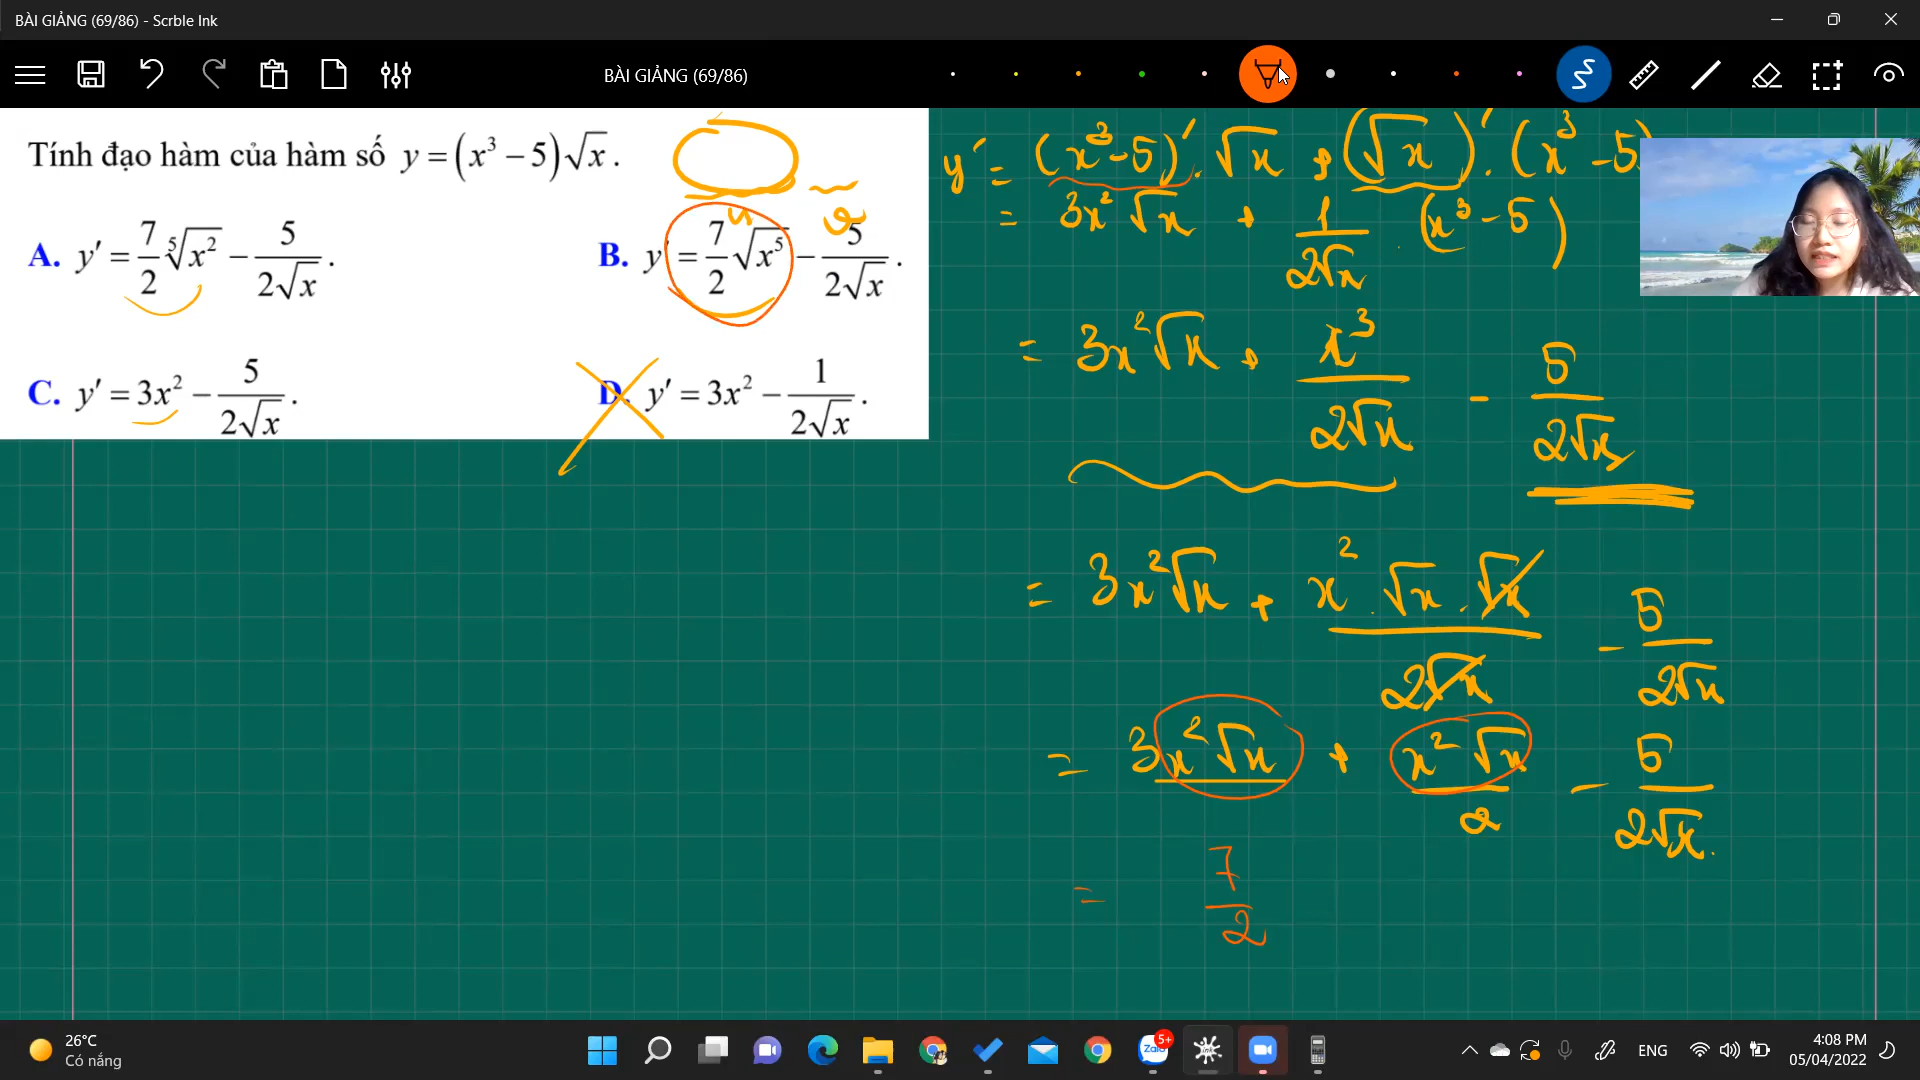 BÀI GIẢNG (69/86) - Scrble Ink
BÀI GIẢNG (69/86)
Tính đạo hàm của hàm số y = (x³ − 5)√x.
u v
A. y' = 7/2 ⁵√x² − 5/(2√x).
B. y' = 7/2 √x⁵ − 5/(2√x).
C. y' = 3x² − 5/(2√x).
D. y' = 3x² − 1/(2√x).
y' = (x³-5)' . √x + (√x)' . (x³-5)
= 3x² √x + 1/(2√x) . (x³-5)
= 3x² √x + x³/(2√x) - 5/(2√x)
= 3x² √x + (x² . √x . √x)/(2√x) - 5/(2√x)
= 3x² √x + (x² √x)/2 - 5/(2√x).
= 7/2
26°C
Có nắng
Zalo
5+
ENG
4:08 PM
05/04/2022